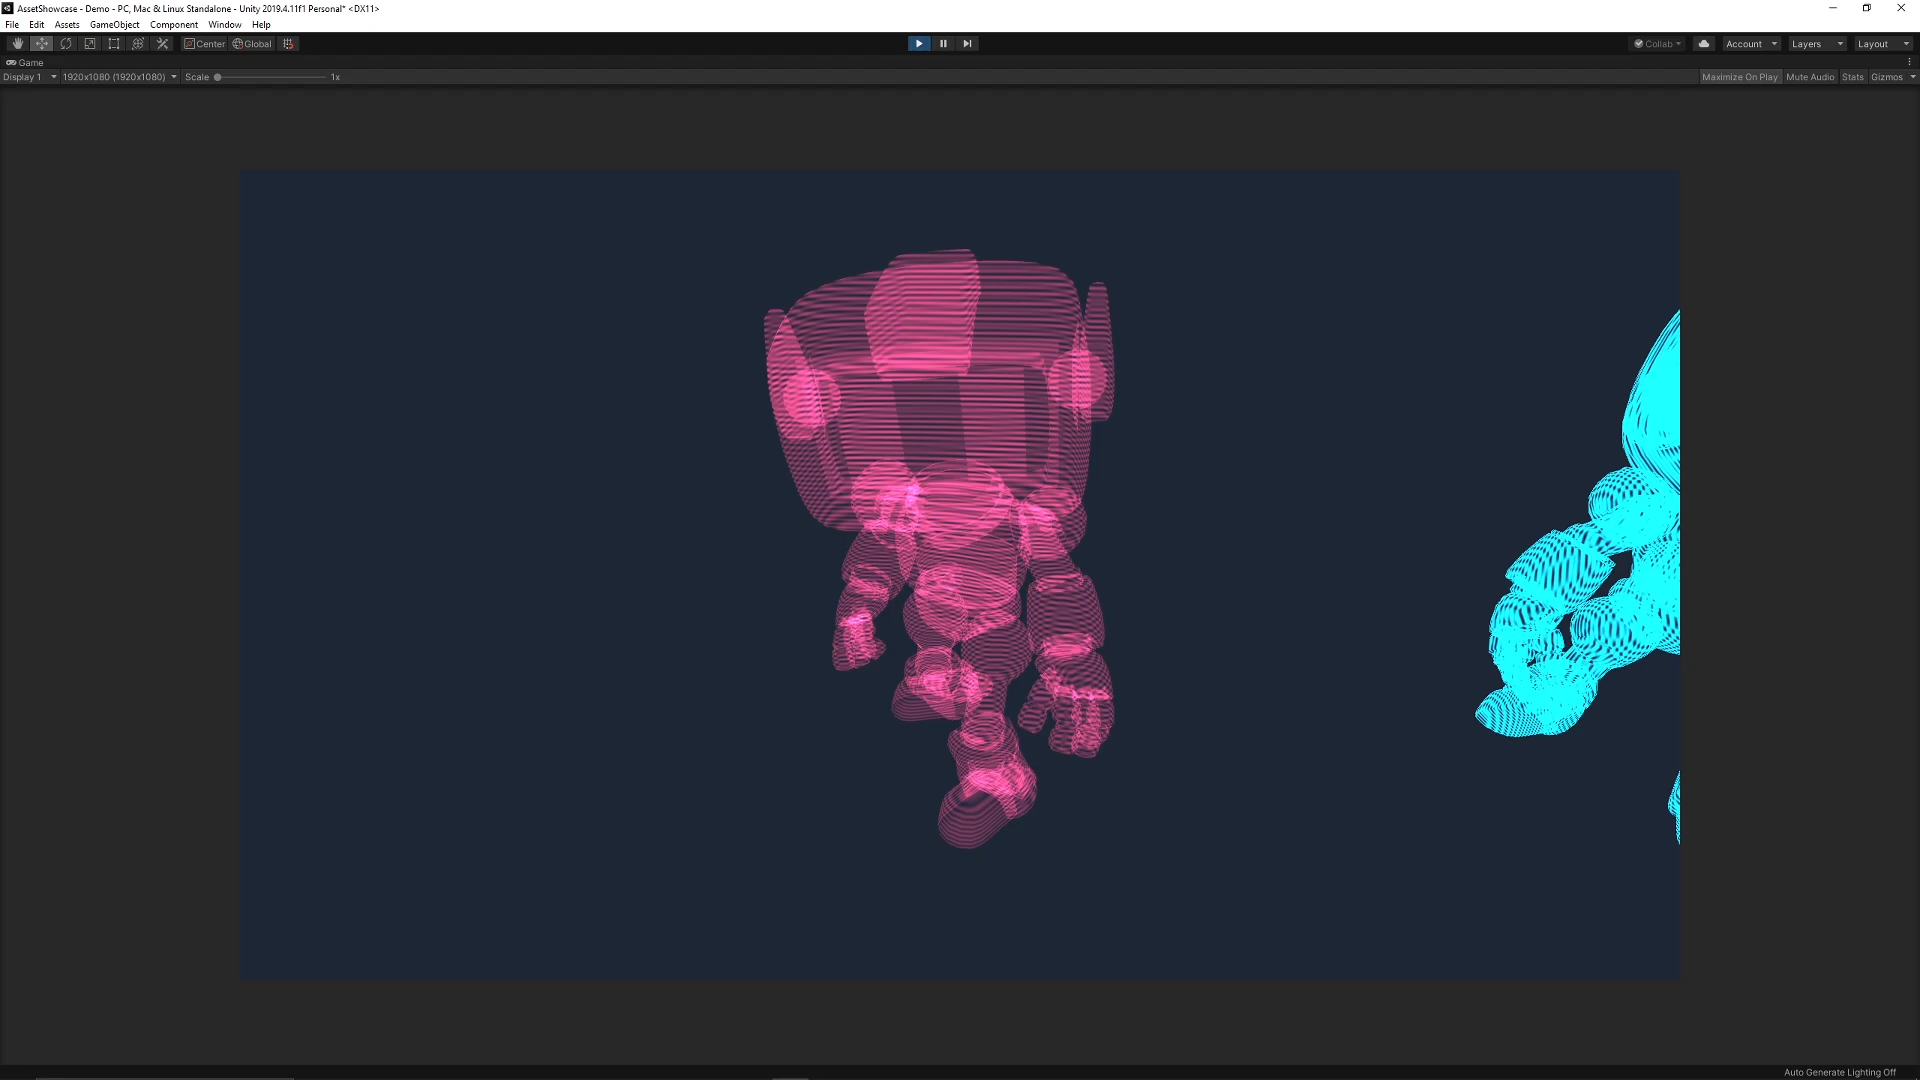 AssetShowcase - Demo - PC, Mac & Linux Standalone - Unity 2019.4.11f1 Personal* <DX11>
File Edit Assets GameObject Component Window Help
Center Global Collab Account Layers Layout
Game
Display 1 1920x1080 (1920x1080) Scale 1x Maximize On Play Mute Audio Stats Gizmos
Auto Generate Lighting Off